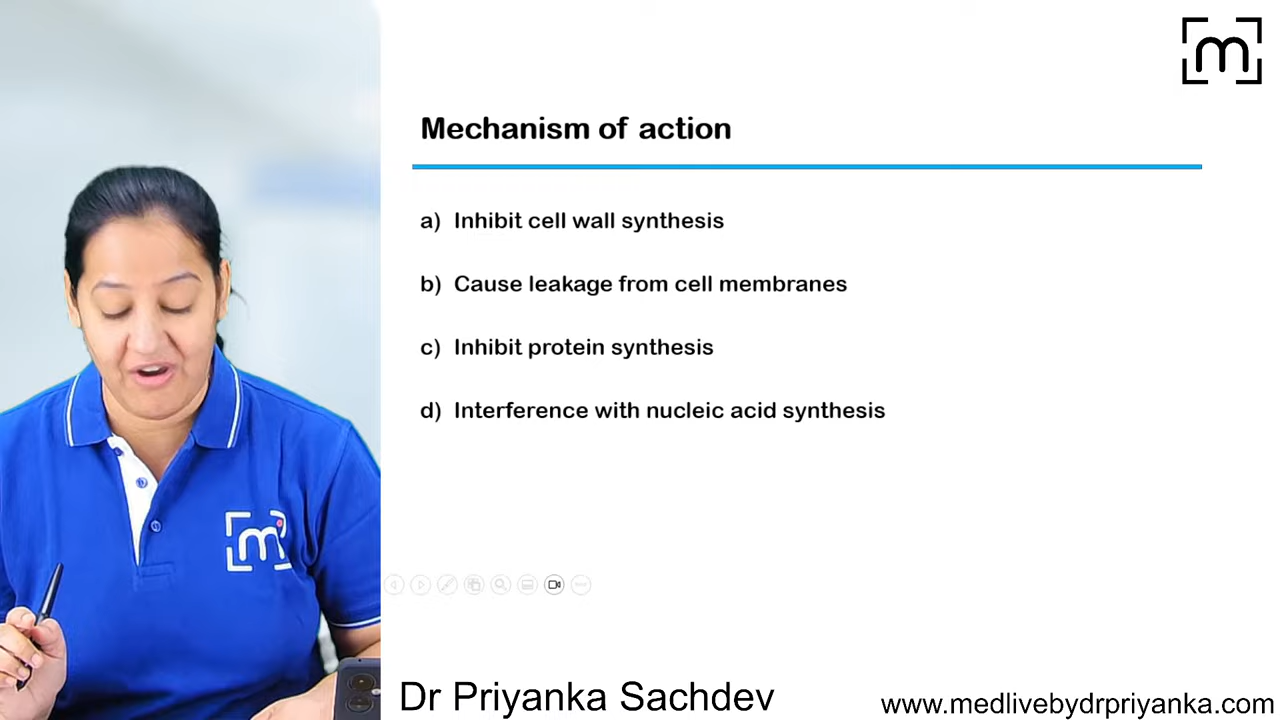 m
Mechanism of action
a) Inhibit cell wall synthesis
b) Cause leakage from cell membranes
c) Inhibit protein synthesis
d) Interference with nucleic acid synthesis
m
Dr Priyanka Sachdev
www.medlivebydrpriyanka.com